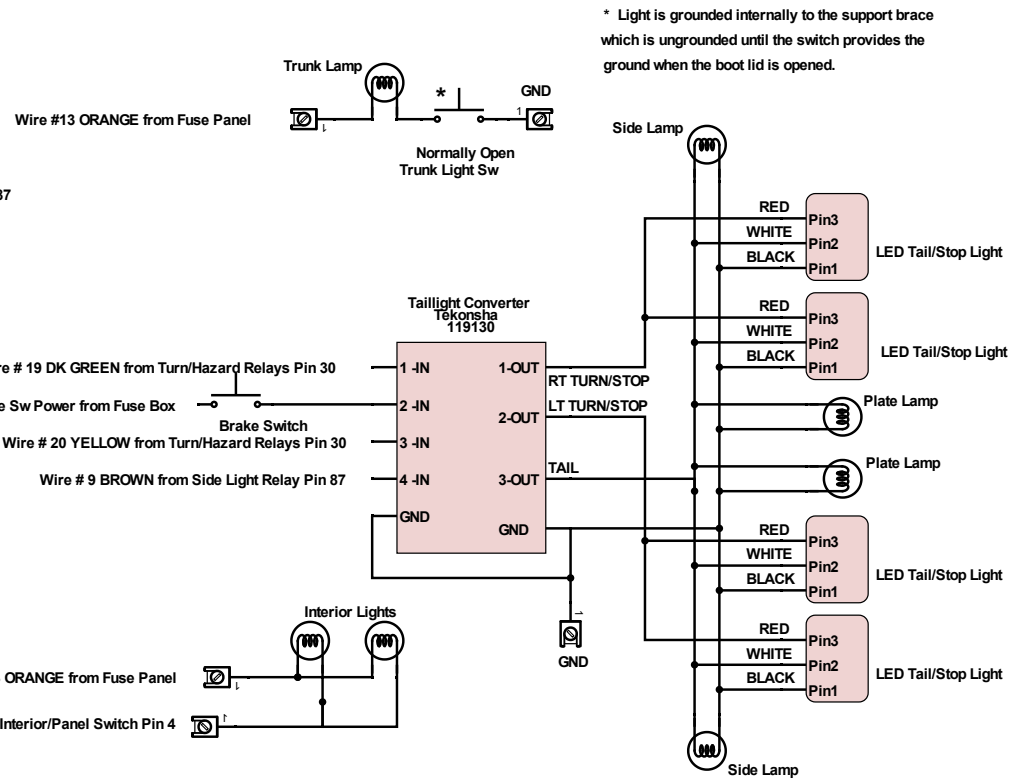 * Light is grounded internally to the support brace
which is ungrounded until the switch provides the
ground when the boot lid is opened.
Trunk Lamp
*
GND
Wire #13 ORANGE from Fuse Panel
1
1
Normally Open
Trunk Light Sw
Side Lamp
37
RED
Pin3
WHITE
Pin2
LED Tail/Stop Light
BLACK
Pin1
Taillight Converter
Tekonsha
119130
RED
Pin3
WHITE
Pin2
LED Tail/Stop Light
BLACK
Pin1
re # 19 DK GREEN from Turn/Hazard Relays Pin 30
1 -IN
1-OUT
RT TURN/STOP
e Sw Power from Fuse Box
Brake Switch
2 -IN
2-OUT
LT TURN/STOP
Plate Lamp
Wire # 20 YELLOW from Turn/Hazard Relays Pin 30
3 -IN
Plate Lamp
Wire # 9 BROWN from Side Light Relay Pin 87
4 -IN
3-OUT
TAIL
GND
GND
RED
Pin3
WHITE
Pin2
LED Tail/Stop Light
BLACK
Pin1
Interior Lights
1
GND
RED
Pin3
WHITE
Pin2
LED Tail/Stop Light
BLACK
Pin1
ORANGE from Fuse Panel
1
Interior/Panel Switch Pin 4
1
Side Lamp